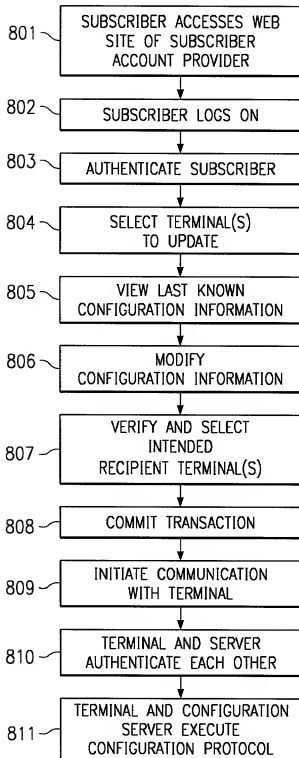 801
SUBSCRIBER ACCESSES WEB
SITE OF SUBSCRIBER
ACCOUNT PROVIDER
802
SUBSCRIBER LOGS ON
803
AUTHENTICATE SUBSCRIBER
804
SELECT TERMINAL(S)
TO UPDATE
805
VIEW LAST KNOWN
CONFIGURATION INFORMATION
806
MODIFY
CONFIGURATION INFORMATION
807
VERIFY AND SELECT
INTENDED
RECIPIENT TERMINAL(S)
808
COMMIT TRANSACTION
809
INITIATE COMMUNICATION
WITH TERMINAL
810
TERMINAL AND SERVER
AUTHENTICATE EACH OTHER
811
TERMINAL AND CONFIGURATION
SERVER EXECUTE
CONFIGURATION PROTOCOL